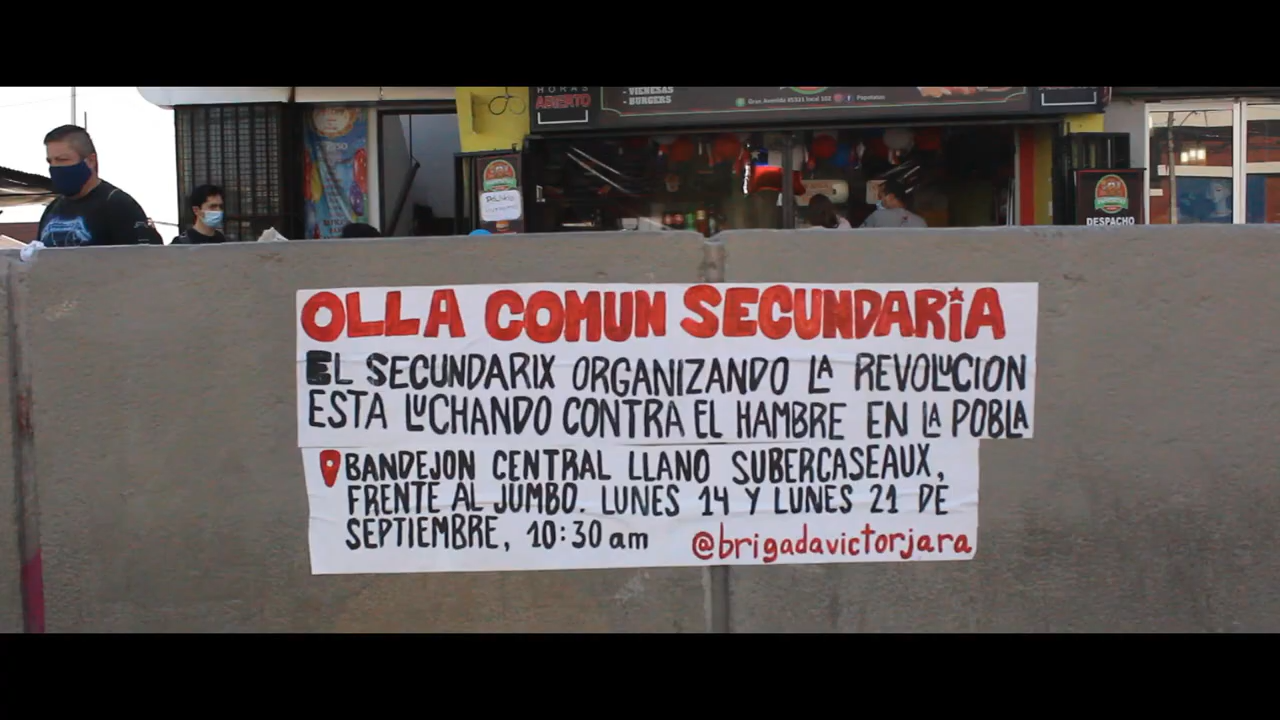 HORAS
ABIERTO
- VIENESAS
- BURGERS
DESPACHO
OLLA COMUN SECUNDARIA
EL SECUNDARIX ORGANIZANDO LA REVOLUCION
ESTA LUCHANDO CONTRA EL HAMBRE EN LA POBLA
BANDEJON CENTRAL LLANO SUBERCASEAUX,
FRENTE AL JUMBO. LUNES 14 Y LUNES 21 DE
SEPTIEMBRE, 10:30 am
@brigadavictorjara